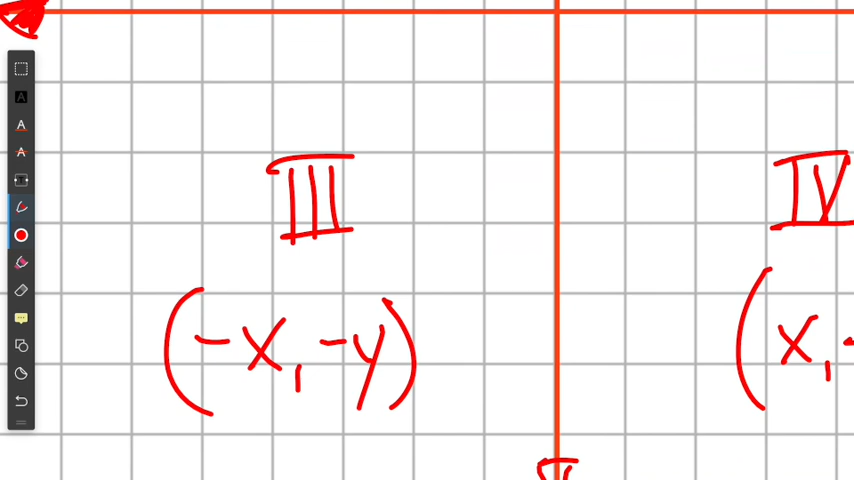 III
IV
(-x, -y)
(x, -